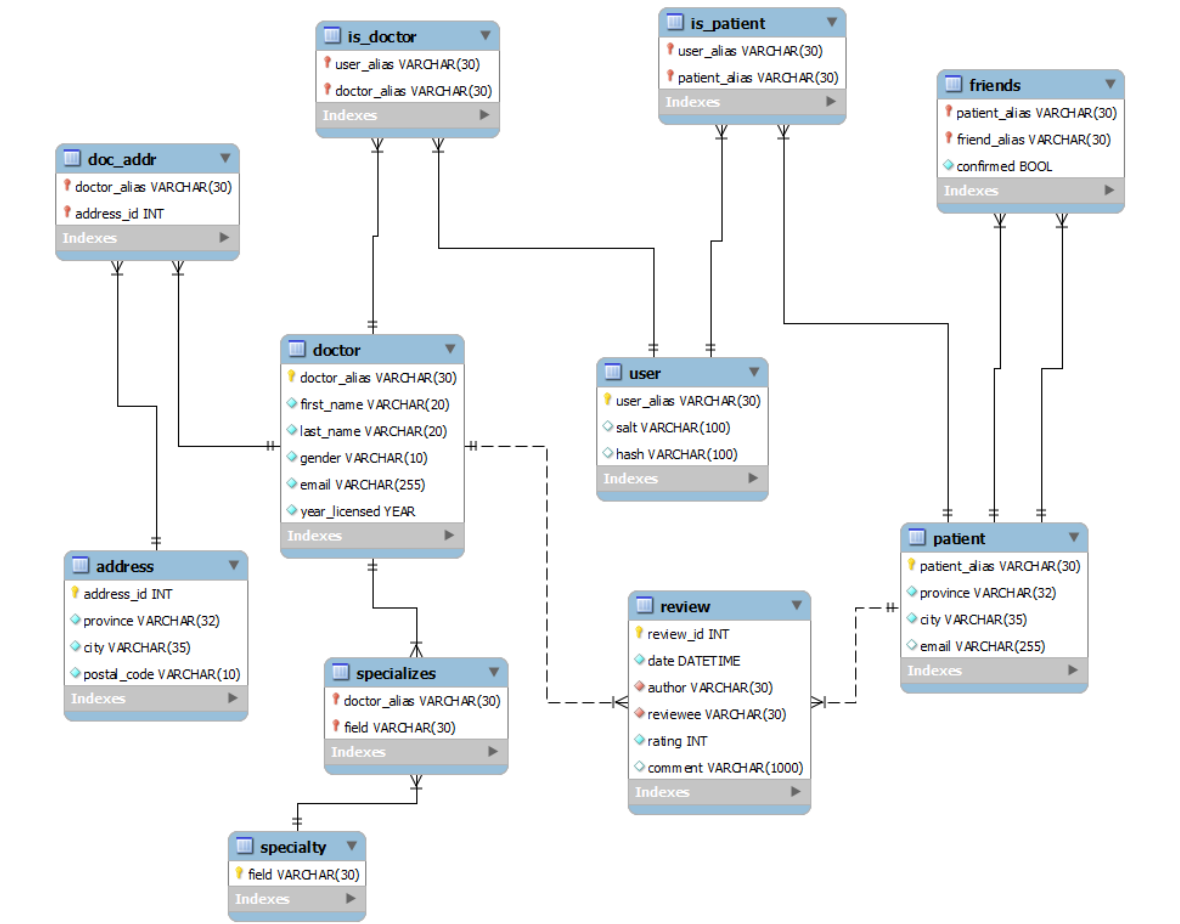 is_doctor
user_alias VARCHAR(30)
doctor_alias VARCHAR(30)
Indexes
is_patient
user_alias VARCHAR(30)
patient_alias VARCHAR(30)
Indexes
friends
patient_alias VARCHAR(30)
friend_alias VARCHAR(30)
confirmed BOOL
Indexes
doc_addr
doctor_alias VARCHAR(30)
address_id INT
Indexes
doctor
doctor_alias VARCHAR(30)
first_name VARCHAR(20)
last_name VARCHAR(20)
gender VARCHAR(10)
email VARCHAR(255)
year_licensed YEAR
Indexes
user
user_alias VARCHAR(30)
salt VARCHAR(100)
hash VARCHAR(100)
Indexes
address
address_id INT
province VARCHAR(32)
city VARCHAR(35)
postal_code VARCHAR(10)
Indexes
patient
patient_alias VARCHAR(30)
province VARCHAR(32)
city VARCHAR(35)
email VARCHAR(255)
Indexes
review
review_id INT
date DATETIME
author VARCHAR(30)
reviewee VARCHAR(30)
rating INT
comment VARCHAR(1000)
Indexes
specializes
doctor_alias VARCHAR(30)
field VARCHAR(30)
Indexes
specialty
field VARCHAR(30)
Indexes